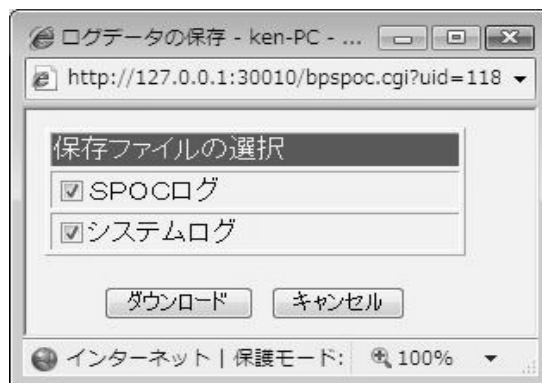 ログデータの保存 - ken-PC - ...
http://127.0.0.1:30010/bpspoc.cgi?uid=118
保存ファイルの選択
SPOCログ
システムログ
ダウンロード キャンセル
インターネット | 保護モード: 100%